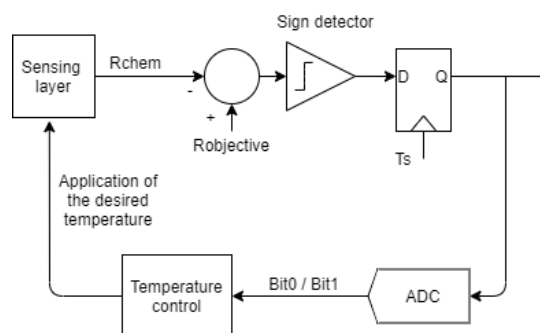 Sign detector
Sensing
layer
Rchem
-
+
D Q
Robjective
Ts
Application of
the desired
temperature
Temperature
control
Bit0 / Bit1
ADC